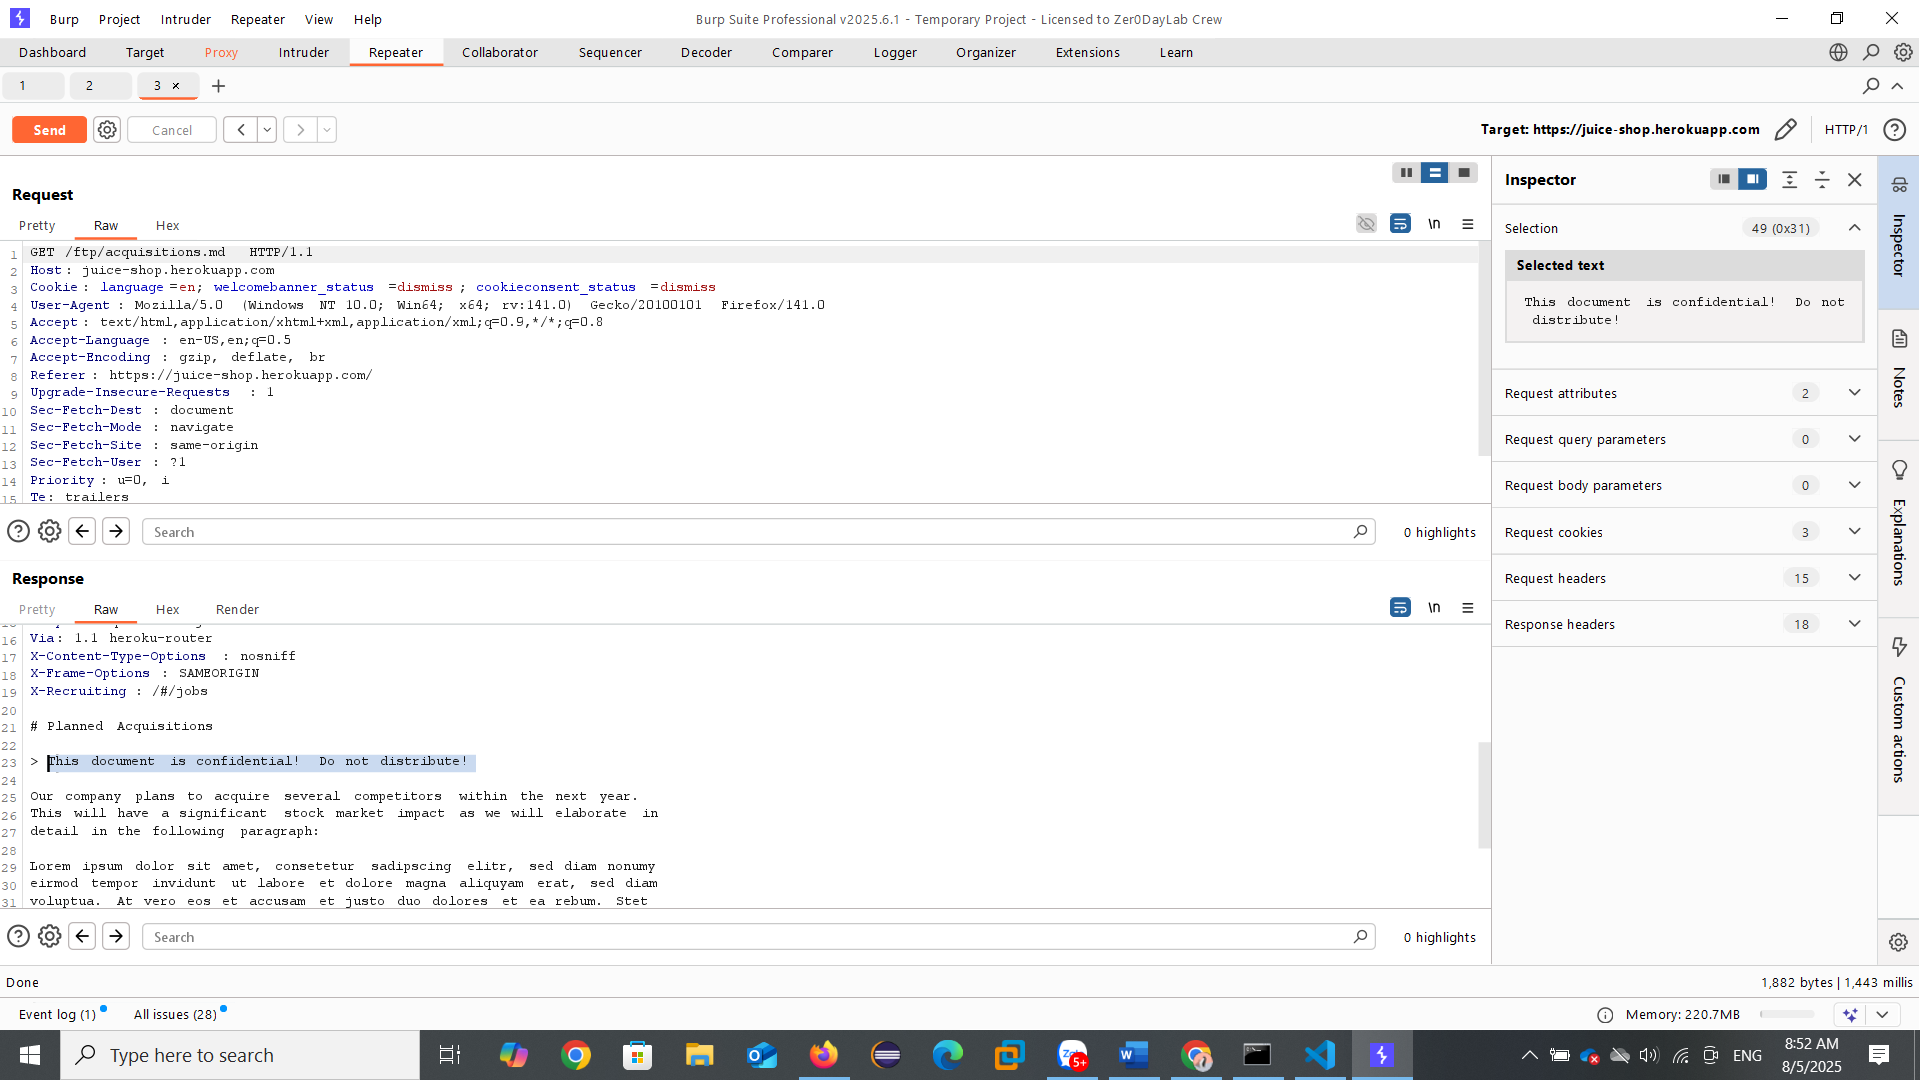 Burp Project Intruder Repeater View Help
Burp Suite Professional v2025.6.1 - Temporary Project - Licensed to Zer0DayLab Crew
Dashboard Target Proxy Intruder Repeater Collaborator Sequencer Decoder Comparer Logger Organizer Extensions Learn
1 2 3 × +
Send Cancel
Target: https://juice-shop.herokuapp.com HTTP/1
Request
Pretty Raw Hex
\n
1 GET /ftp/acquisitions.md HTTP/1.1
2 Host: juice-shop.herokuapp.com
3 Cookie: language=en; welcomebanner_status=dismiss; cookieconsent_status=dismiss
4 User-Agent: Mozilla/5.0 (Windows NT 10.0; Win64; x64; rv:141.0) Gecko/20100101 Firefox/141.0
5 Accept: text/html,application/xhtml+xml,application/xml;q=0.9,*/*;q=0.8
6 Accept-Language: en-US,en;q=0.5
7 Accept-Encoding: gzip, deflate, br
8 Referer: https://juice-shop.herokuapp.com/
9 Upgrade-Insecure-Requests: 1
10 Sec-Fetch-Dest: document
11 Sec-Fetch-Mode: navigate
12 Sec-Fetch-Site: same-origin
13 Sec-Fetch-User: ?1
14 Priority: u=0, i
15 Te: trailers
Search
0 highlights
Response
Pretty Raw Hex Render
\n
16 Via: 1.1 heroku-router
17 X-Content-Type-Options: nosniff
18 X-Frame-Options: SAMEORIGIN
19 X-Recruiting: /#/jobs
20
21 # Planned Acquisitions
22
23 > This document is confidential! Do not distribute!
24
25 Our company plans to acquire several competitors within the next year.
26 This will have a significant stock market impact as we will elaborate in
27 detail in the following paragraph:
28
29 Lorem ipsum dolor sit amet, consetetur sadipscing elitr, sed diam nonumy
30 eirmod tempor invidunt ut labore et dolore magna aliquyam erat, sed diam
31 voluptua. At vero eos et accusam et justo duo dolores et ea rebum. Stet
Search
0 highlights
Inspector
Selection 49 (0x31)
Selected text
This document is confidential! Do not
distribute!
Request attributes 2
Request query parameters 0
Request body parameters 0
Request cookies 3
Request headers 15
Response headers 18
Inspector
Notes
Explanations
Custom actions
Done
1,882 bytes | 1,443 millis
Event log (1) All issues (28)
Memory: 220.7MB
Type here to search
5+
ENG
8:52 AM
8/5/2025